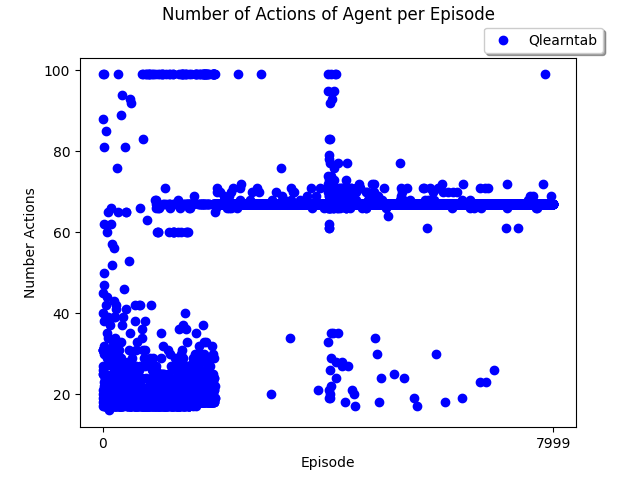 Number of Actions of Agent per Episode
Qlearntab
100
80
60
40
20
Number Actions
0 7999
Episode